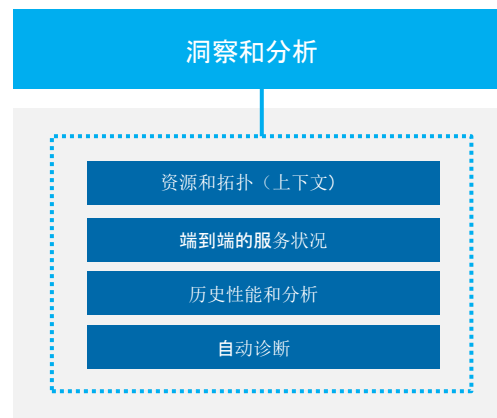 洞察和分析
资源和拓扑（上下文)
端到端的服务状况
历史性能和分析
自动诊断